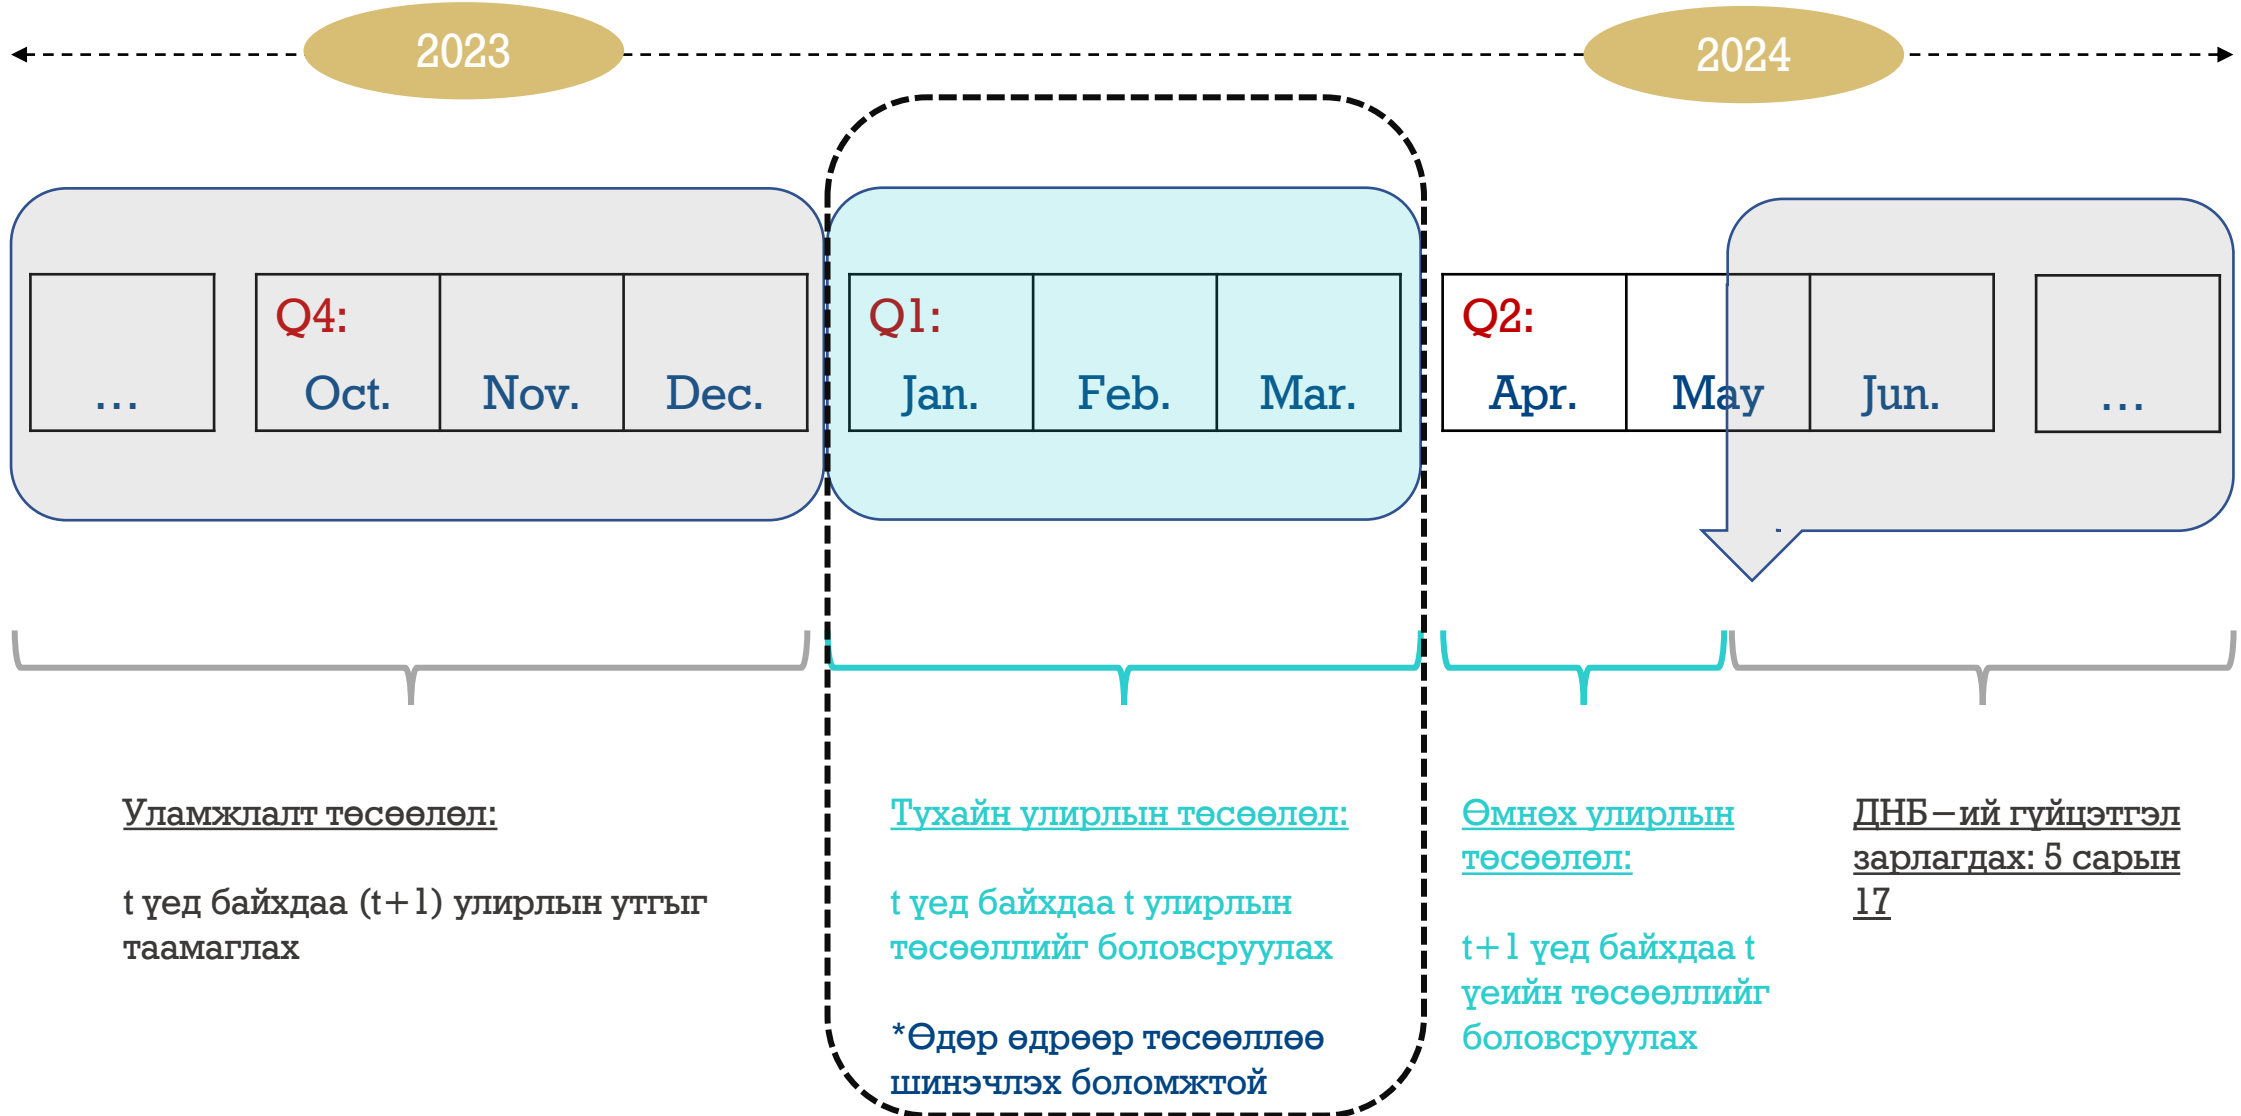 2023
2024
...
Q4:
Oct.
Nov.
Dec.
Q1:
Jan.
Feb.
Mar.
Q2:
Apr.
May
Jun.
...
Уламжлалт төсөөлөл:
t үед байхдаа (t+1) улирлын утгыг
таамаглах
Тухайн улирлын төсөөлөл:
t үед байхдаа t улирлын
төсөөллийг боловсруулах
*Өдөр өдрөөр төсөөллөө
шинэчлэх боломжтой
Өмнөх улирлын
төсөөлөл:
t+1 үед байхдаа t
үеийн төсөөллийг
боловсруулах
ДНБ–ий гүйцэтгэл
зарлагдах: 5 сарын
17